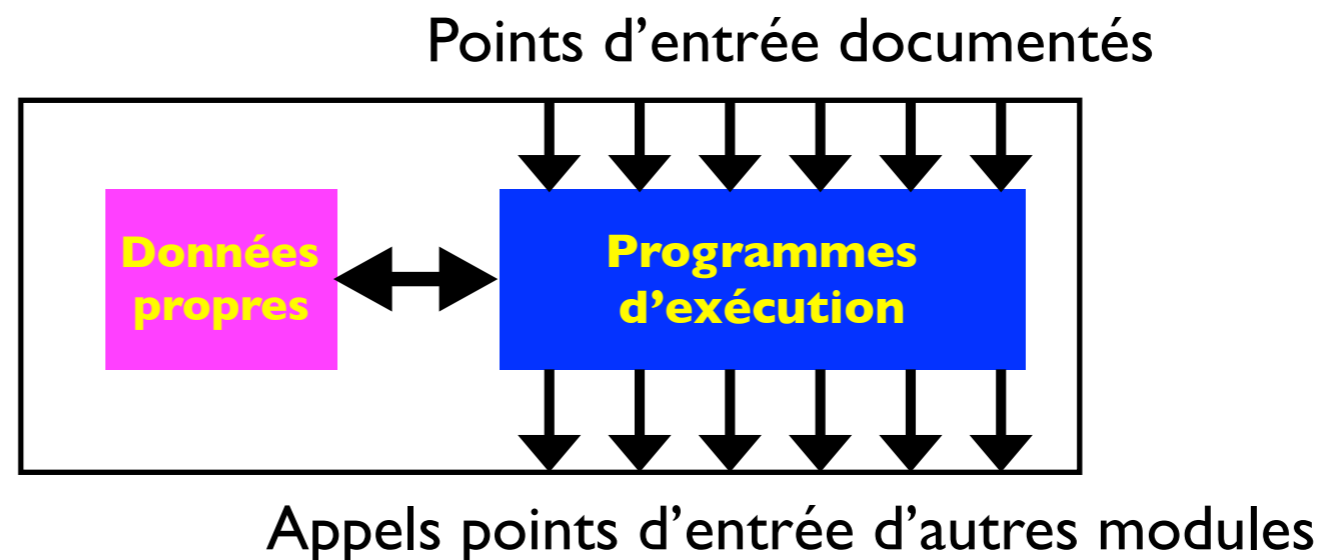 Points d’entrée documentés
Données
propres
Programmes
d’exécution
Appels points d’entrée d’autres modules